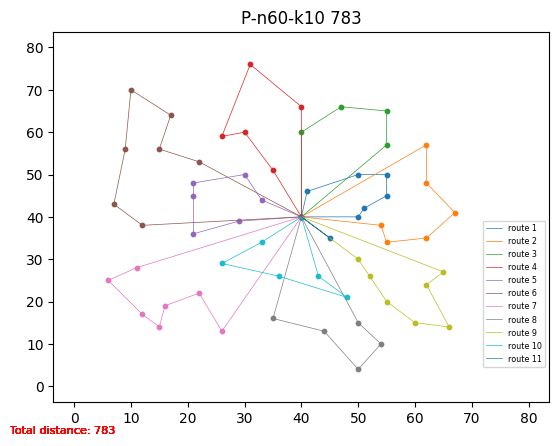 P-n60-k10 783
80
70
60
50
40
30
20
10
0
0 10 20 30 40 50 60 70 80
route 1
route 2
route 3
route 4
route 5
route 6
route 7
route 8
route 9
route 10
route 11
Total distance: 783